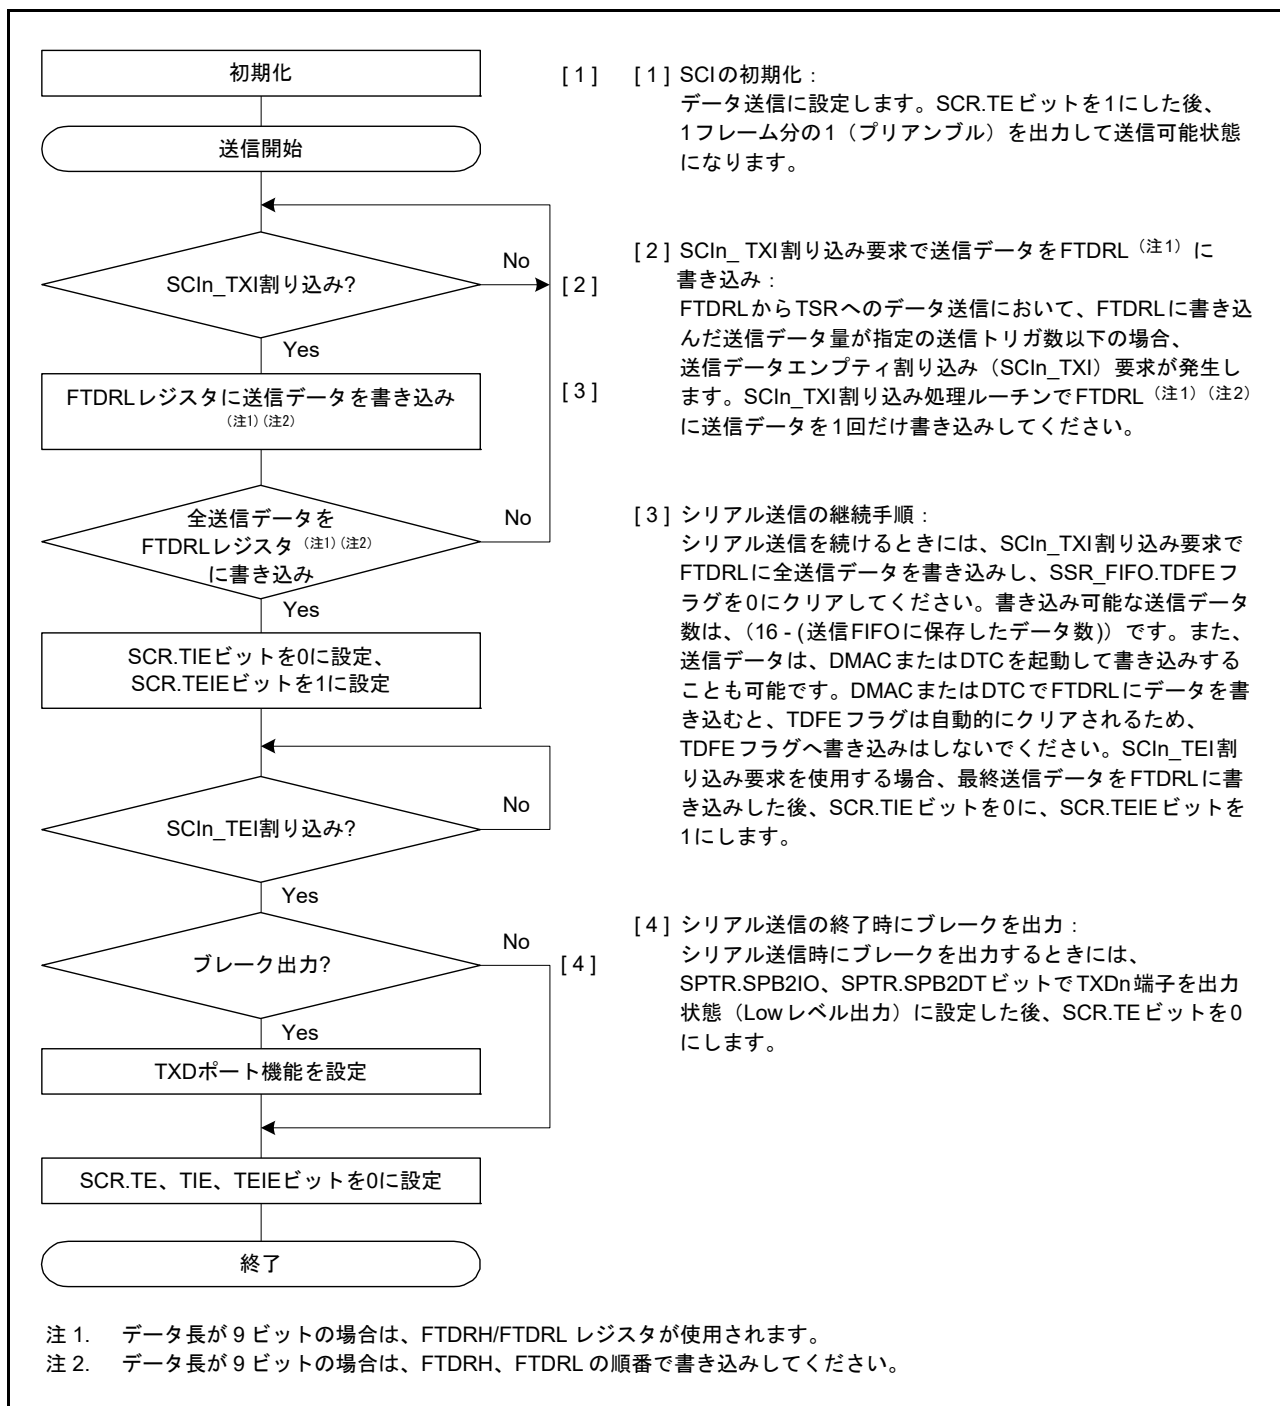 初期化
送信開始
SCIn_TXI割り込み?
No
Yes
FTDRLレジスタに送信データを書き込み
（注1）（注2）
全送信データを
FTDRLレジスタ（注1）（注2）
に書き込み
No
Yes
SCR.TIEビットを0に設定、
SCR.TEIEビットを1に設定
SCIn_TEI割り込み?
No
Yes
ブレーク出力?
No
Yes
TXDポート機能を設定
SCR.TE、TIE、TEIEビットを0に設定
終了
[ 1 ]
[ 2 ]
[ 3 ]
[ 4 ]
[ 1 ] SCIの初期化：
データ送信に設定します。SCR.TEビットを1にした後、
1フレーム分の1（プリアンブル）を出力して送信可能状態
になります。
[ 2 ] SCIn_ TXI割り込み要求で送信データをFTDRL（注1）に
書き込み：
FTDRLからTSRへのデータ送信において、FTDRLに書き込
んだ送信データ量が指定の送信トリガ数以下の場合、
送信データエンプティ割り込み（SCIn_TXI）要求が発生し
ます。SCIn_TXI割り込み処理ルーチンでFTDRL（注1）（注2）
に送信データを1回だけ書き込みしてください。
[ 3 ] シリアル送信の継続手順：
シリアル送信を続けるときには、SCIn_TXI割り込み要求で
FTDRLに全送信データを書き込みし、SSR_FIFO.TDFEフ
ラグを0にクリアしてください。書き込み可能な送信データ
数は、（16 - (送信FIFOに保存したデータ数)）です。また、
送信データは、DMACまたはDTCを起動して書き込みする
ことも可能です。DMACまたはDTCでFTDRLにデータを書
き込むと、TDFEフラグは自動的にクリアされるため、
TDFEフラグへ書き込みはしないでください。SCIn_TEI割
り込み要求を使用する場合、最終送信データをFTDRLに書
き込みした後、SCR.TIEビットを0に、SCR.TEIEビットを
1にします。
[ 4 ] シリアル送信の終了時にブレークを出力：
シリアル送信時にブレークを出力するときには、
SPTR.SPB2IO、SPTR.SPB2DTビットでTXDn端子を出力
状態（Lowレベル出力）に設定した後、SCR.TEビットを0
にします。
注 1. データ長が 9 ビットの場合は、FTDRH/FTDRL レジスタが使用されます。
注 2. データ長が 9 ビットの場合は、FTDRH、FTDRL の順番で書き込みしてください。